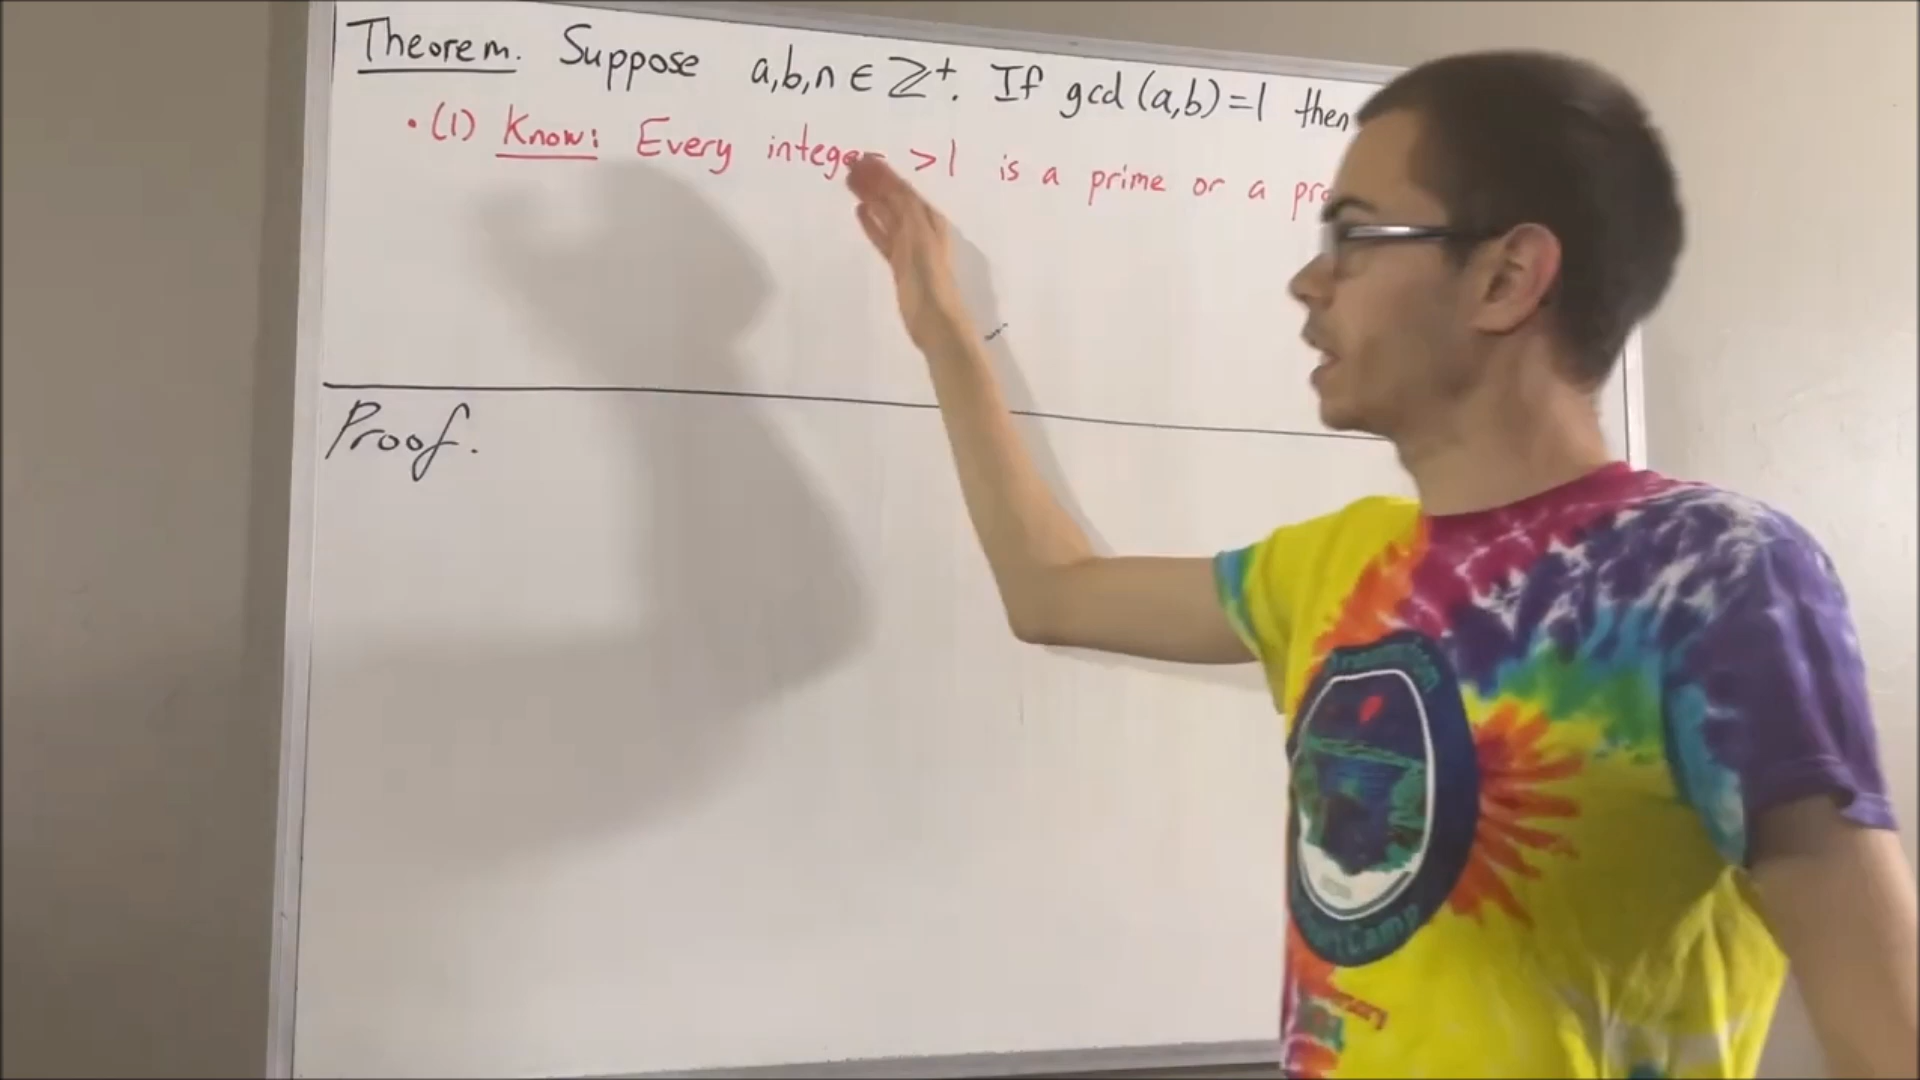 Theorem. Suppose a,b,n ∈ ℤ⁺. If gcd(a,b)=1 then
• (1) Know: Every integer >1 is a prime or a
Proof.